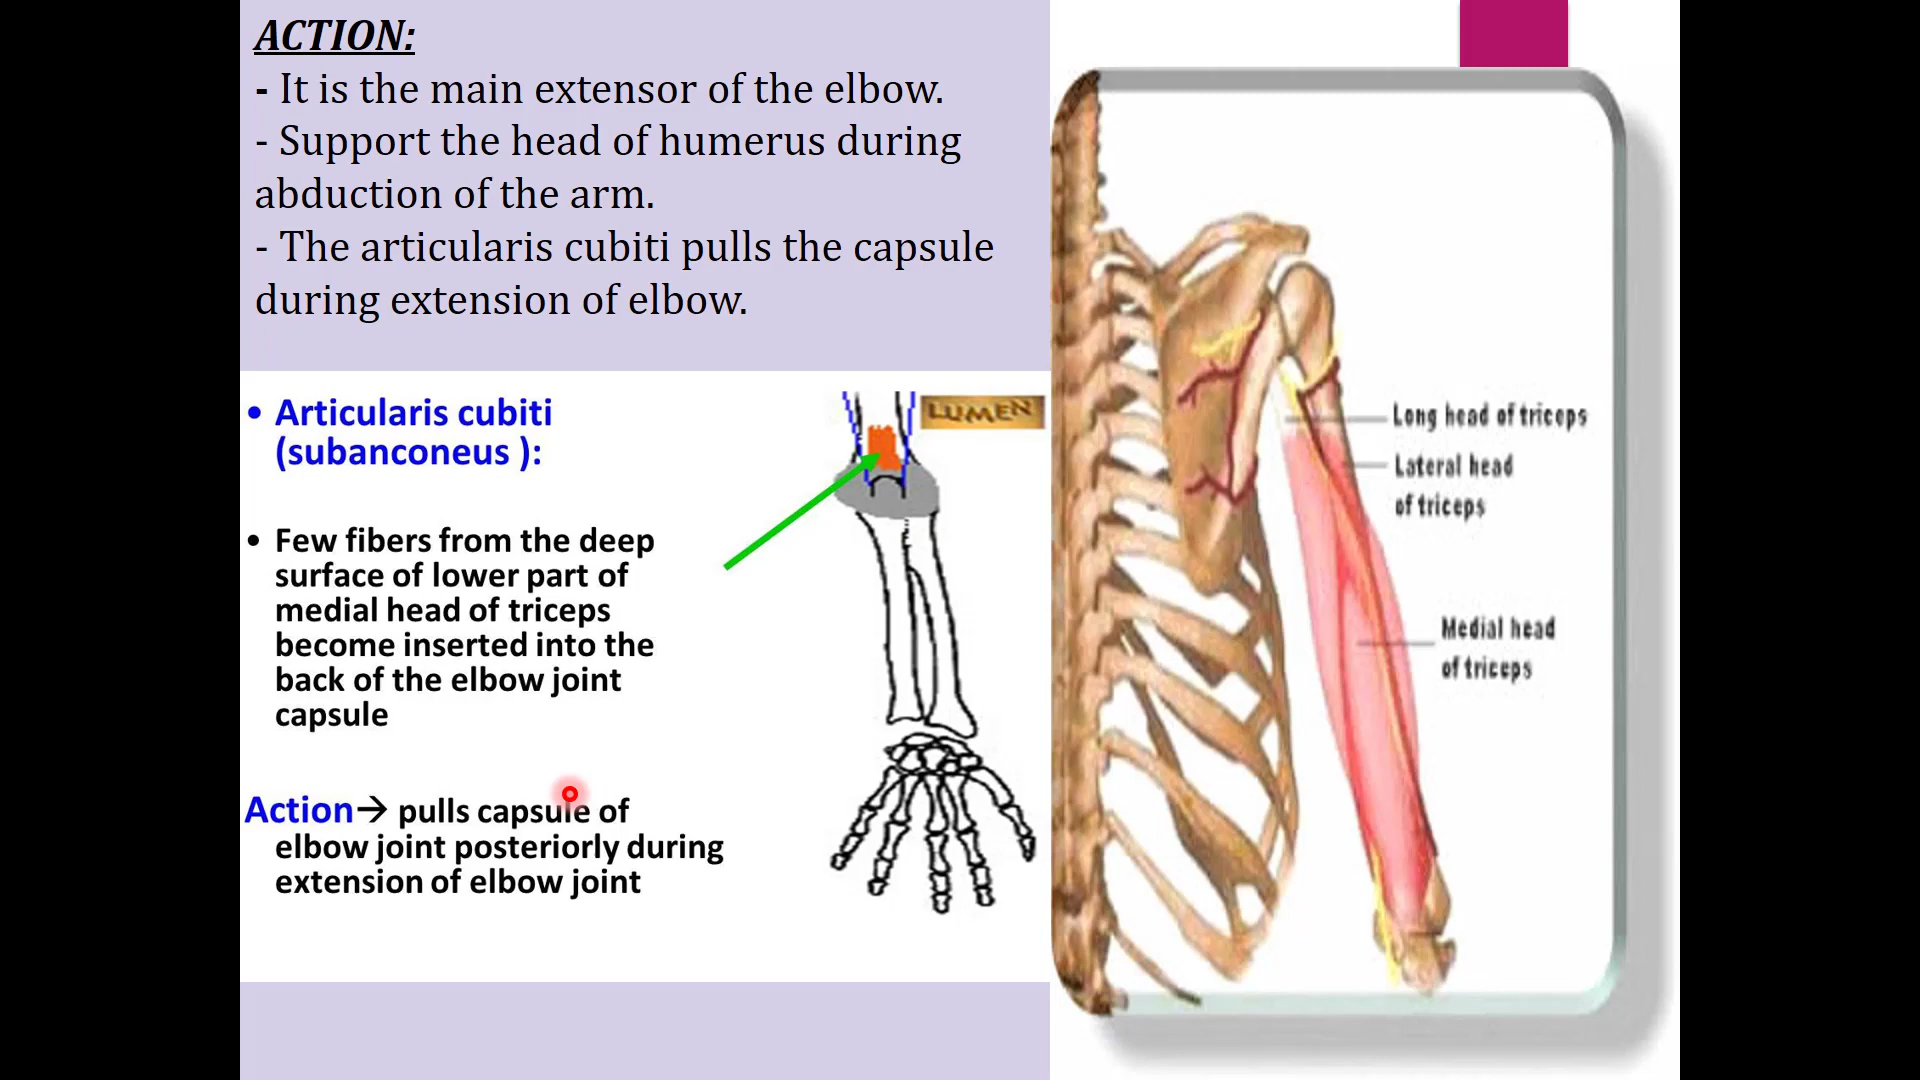 ACTION:
- It is the main extensor of the elbow.
- Support the head of humerus during
abduction of the arm.
- The articularis cubiti pulls the capsule
during extension of elbow.
• Articularis cubiti
(subanconeus ):
• Few fibers from the deep
surface of lower part of
medial head of triceps
become inserted into the
back of the elbow joint
capsule
Action→ pulls capsule of
elbow joint posteriorly during
extension of elbow joint
LUMEN
Long head of triceps
Lateral head
of triceps
Medial head
of triceps